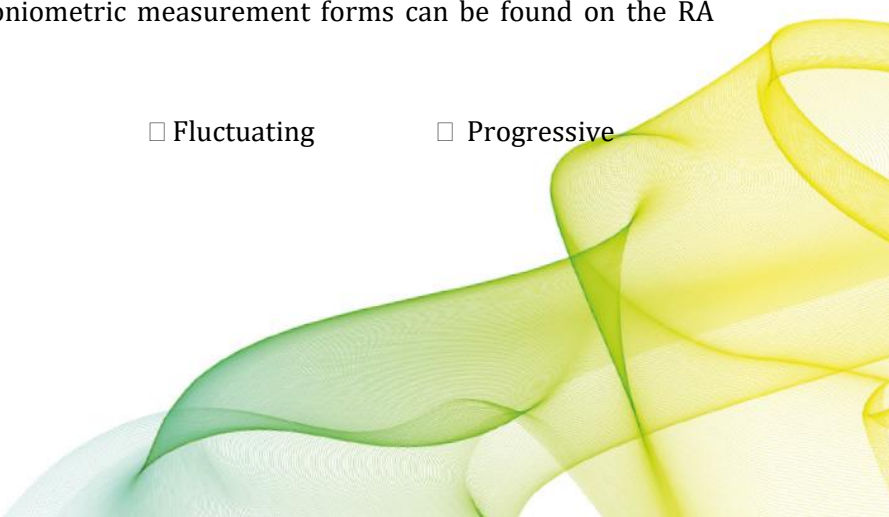 oniometric measurement forms can be found on the RA
☐ Fluctuating ☐ Progressive